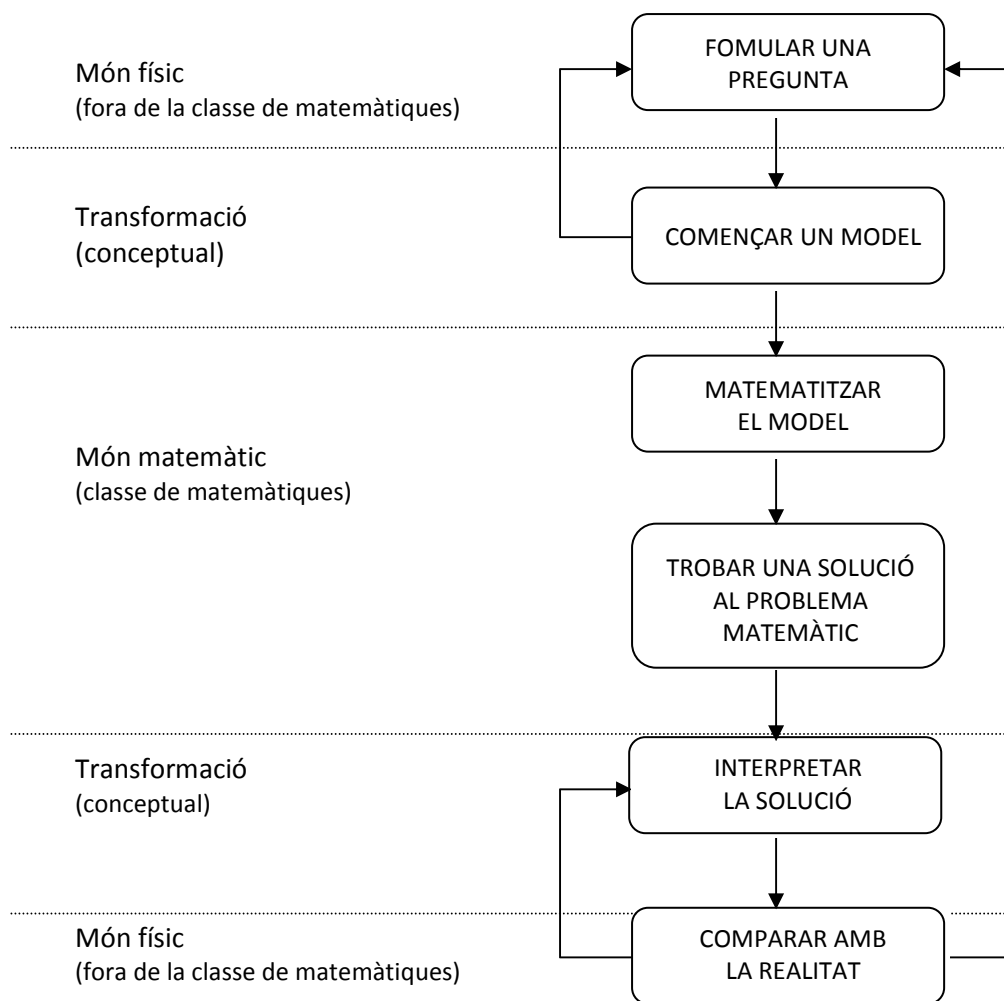 Món físic
(fora de la classe de matemàtiques)
FOMULAR UNA
PREGUNTA
Transformació
(conceptual)
COMENÇAR UN MODEL
Món matemàtic
(classe de matemàtiques)
MATEMATITZAR
EL MODEL
TROBAR UNA SOLUCIÓ
AL PROBLEMA
MATEMÀTIC
Transformació
(conceptual)
INTERPRETAR
LA SOLUCIÓ
Món físic
(fora de la classe de matemàtiques)
COMPARAR AMB
LA REALITAT